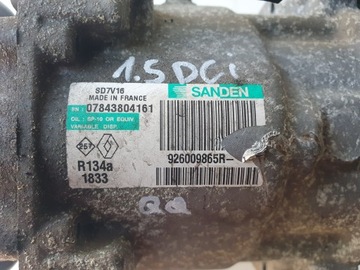 1.5 DCi
SD7V16
MADE IN FRANCE
SANDEN
S/N : 07843804161
OIL : SP-10 OR EQUIV.
VARIABLE DISP.
257
R134a
1833
926009865R-
QQ